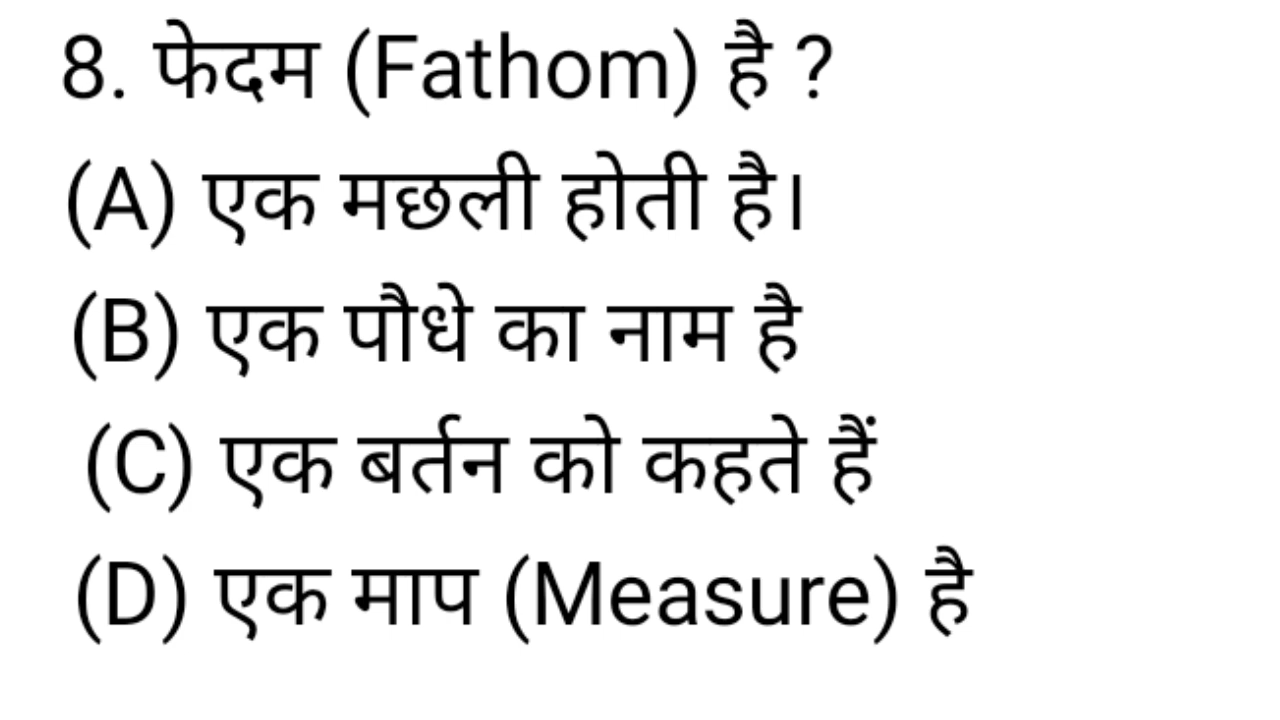 8. फेदम (Fathom) है ?
(A) एक मछली होती है।
(B) एक पौधे का नाम है
(C) एक बर्तन को कहते हैं
(D) एक माप (Measure) है